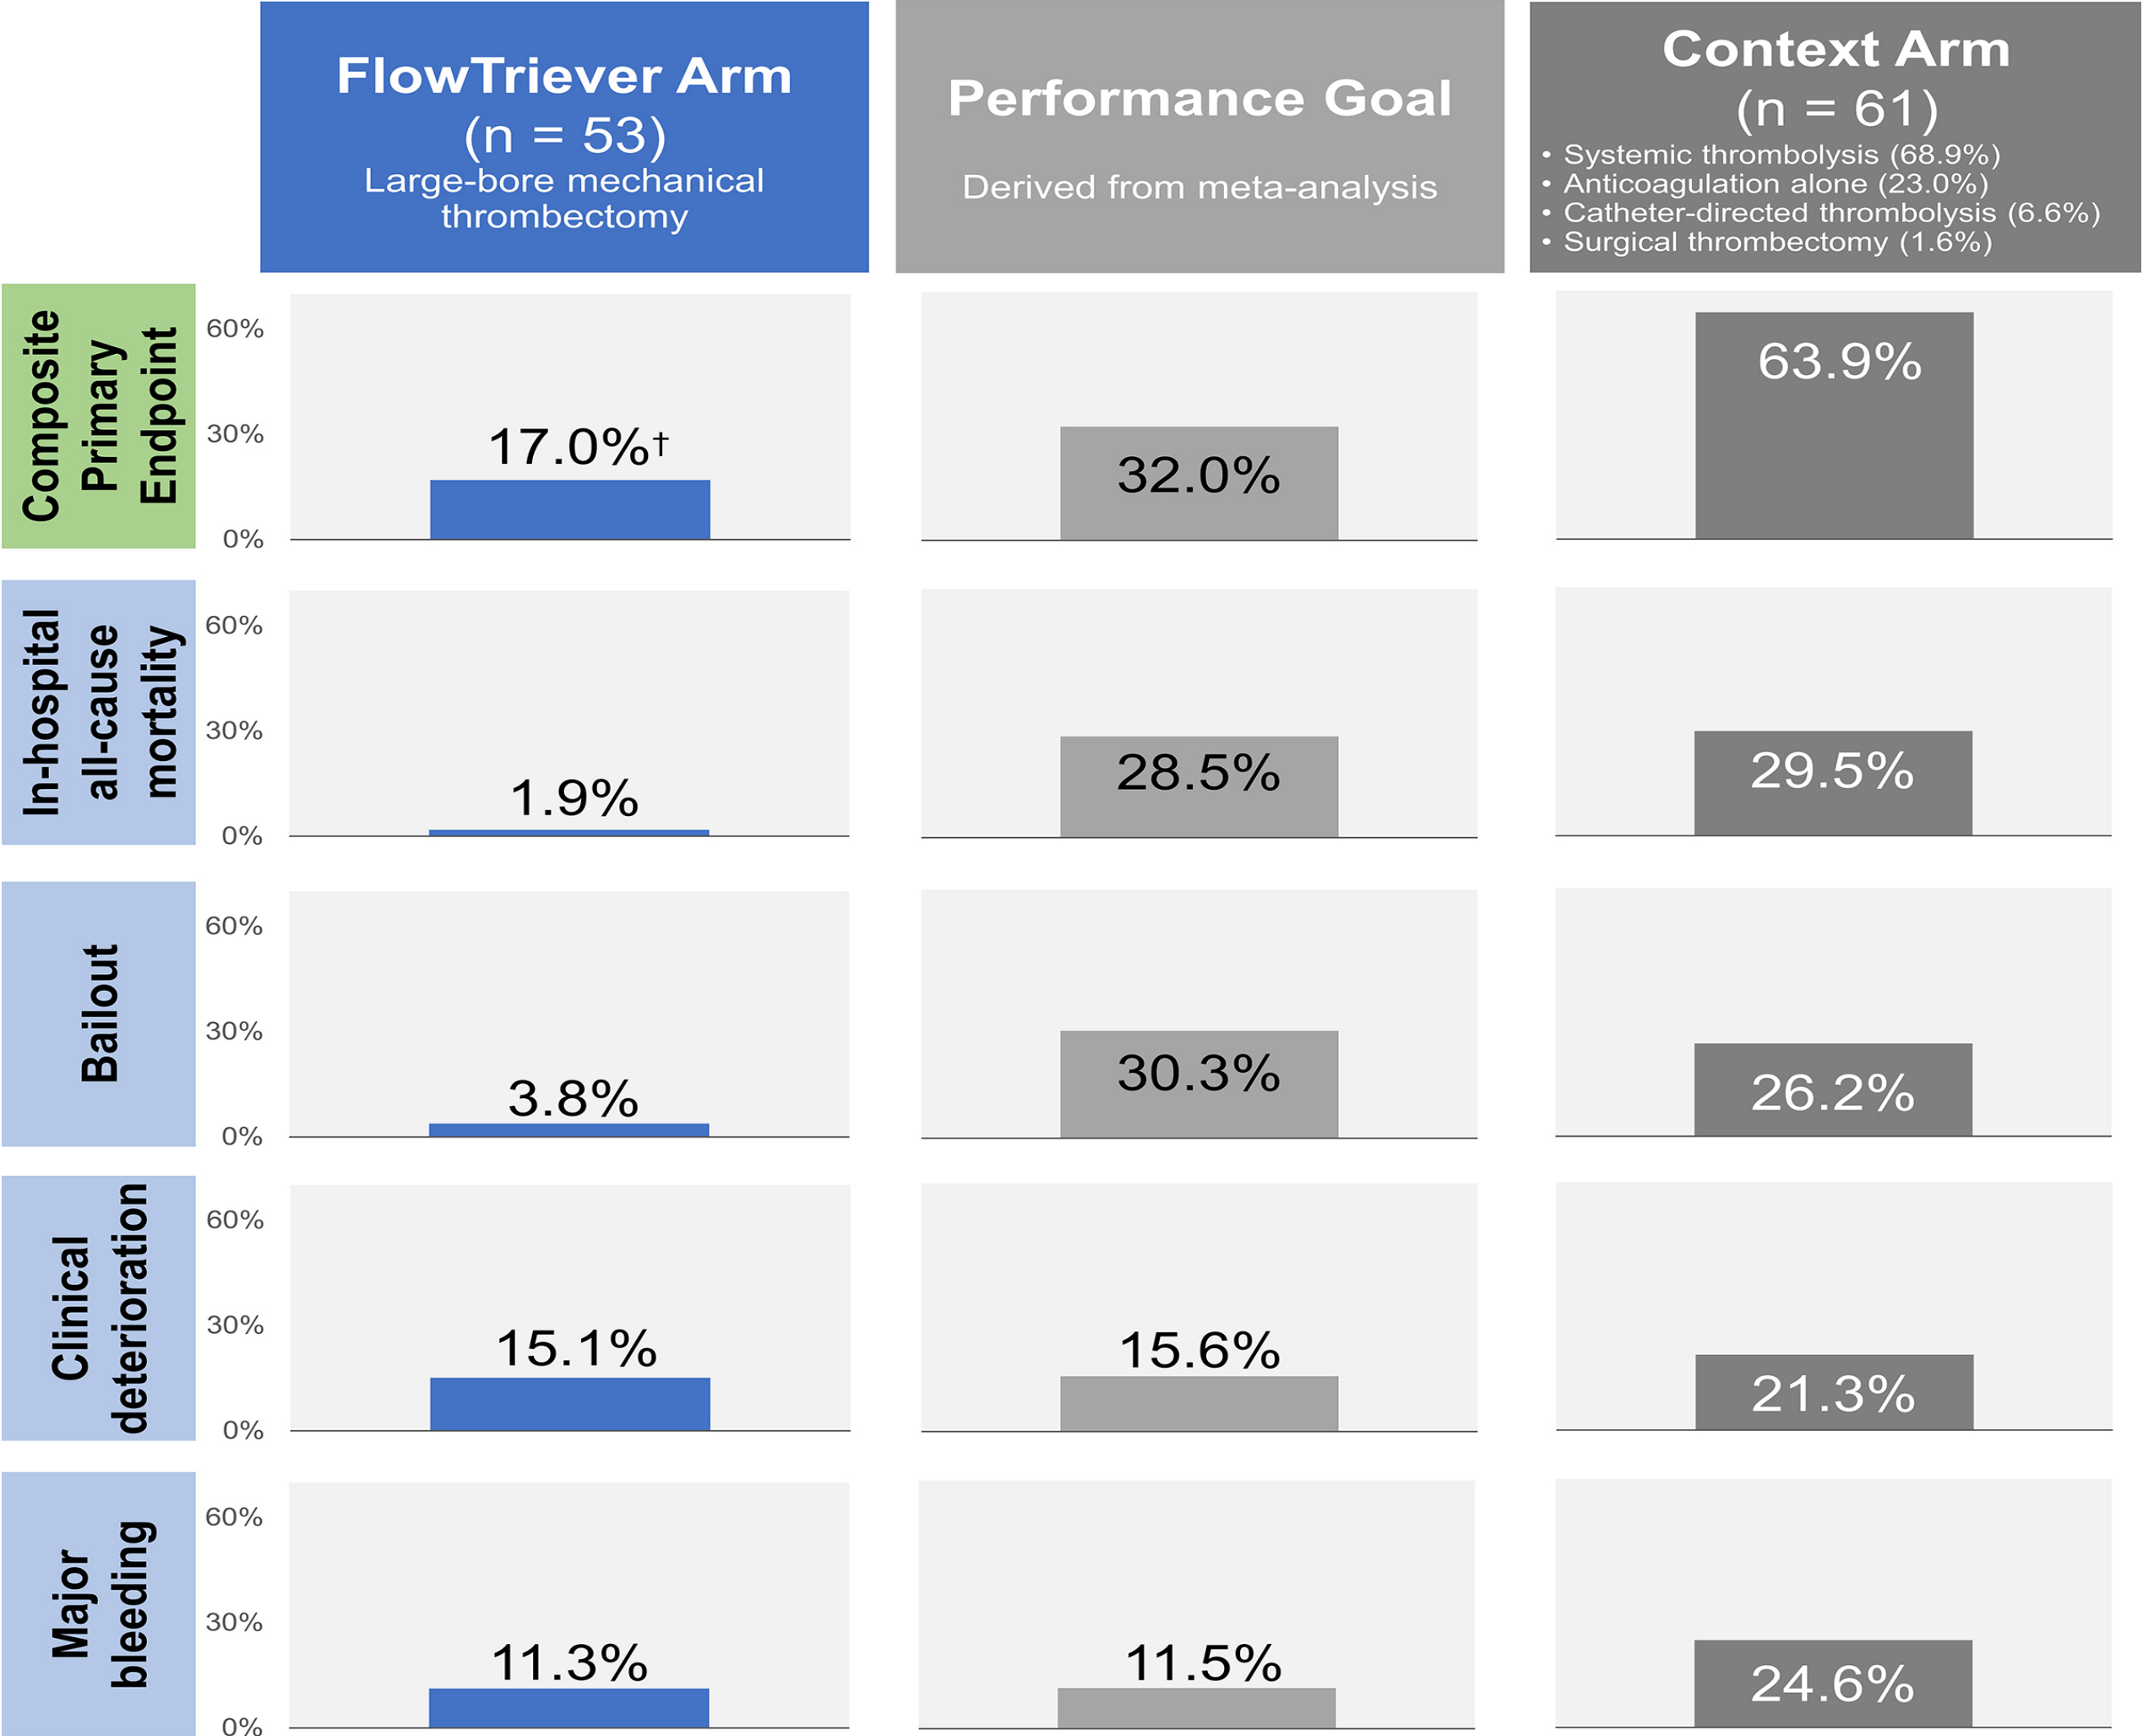 FlowTriever Arm
(n = 53)
Large-bore mechanical
thrombectomy
Performance Goal
Derived from meta-analysis
Context Arm
(n = 61)
• Systemic thrombolysis (68.9%)
• Anticoagulation alone (23.0%)
• Catheter-directed thrombolysis (6.6%)
• Surgical thrombectomy (1.6%)
Composite
Primary
Endpoint
60%
30%
0%
17.0%†
32.0%
63.9%
In-hospital
all-cause
mortality
60%
30%
0%
1.9%
28.5%
29.5%
Bailout
60%
30%
0%
3.8%
30.3%
26.2%
Clinical
deterioration
60%
30%
0%
15.1%
15.6%
21.3%
Major
bleeding
60%
30%
0%
11.3%
11.5%
24.6%